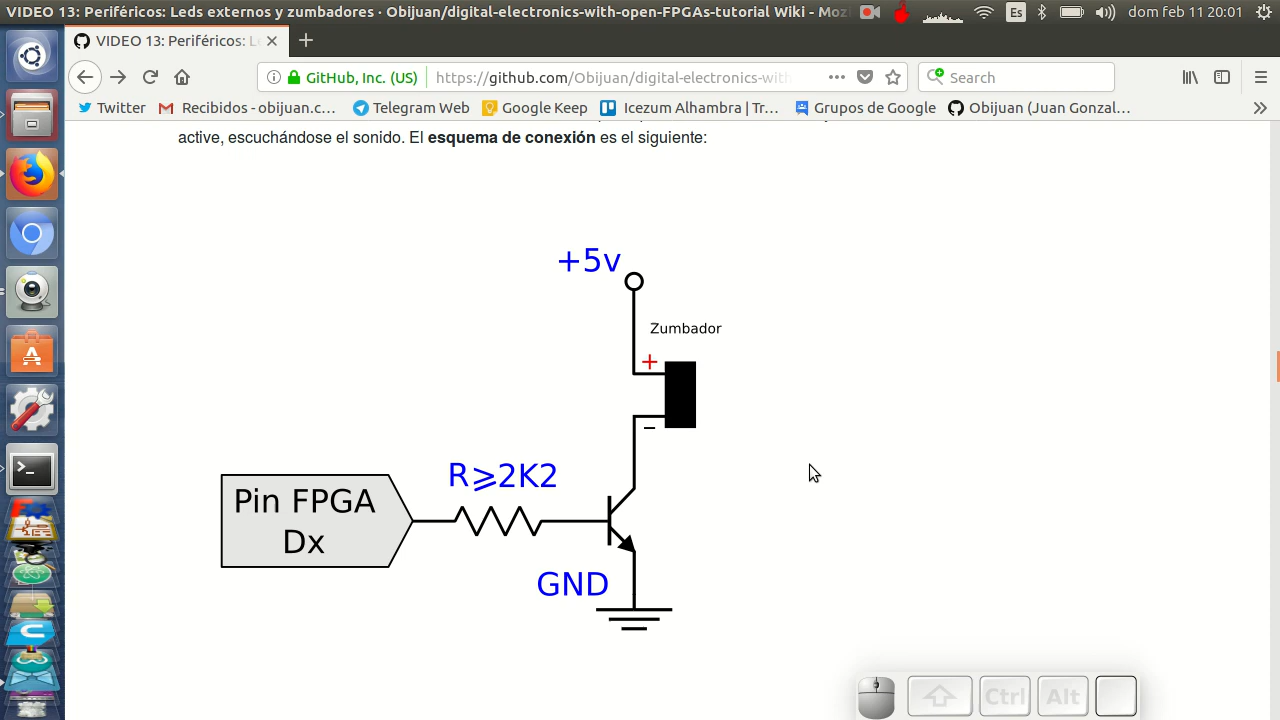 VIDEO 13: Periféricos: Leds externos y zumbadores · Obijuan/digital-electronics-with-open-FPGAs-tutorial Wiki - Mozi
Es
dom feb 11 20:01
VIDEO 13: Periféricos: Le
GitHub, Inc. (US)
https://github.com/Obijuan/digital-electronics-with
Search
Twitter
Recibidos - obijuan.c…
Telegram Web
Google Keep
Icezum Alhambra | Tr…
Grupos de Google
Obijuan (Juan Gonzal…
active, escuchándose el sonido. El esquema de conexión es el siguiente:
+5v
Zumbador
+
−
R⩾2K2
Pin FPGA
Dx
GND
Ctrl
Alt